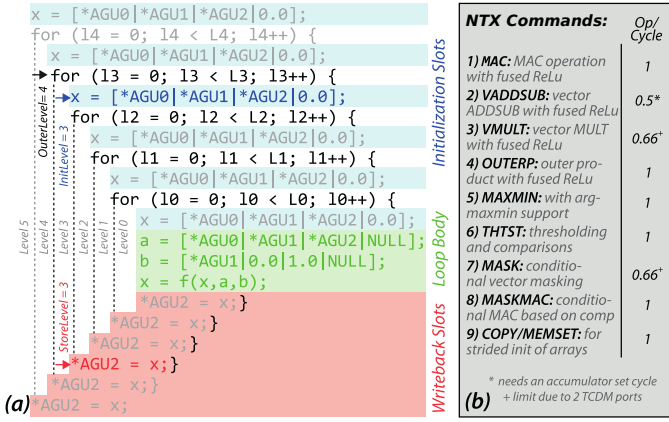 x = [*AGU0|*AGU1|*AGU2|0.0];
for (l4 = 0; l4 < L4; l4++) {
x = [*AGU0|*AGU1|*AGU2|0.0];
for (l3 = 0; l3 < L3; l3++) {
x = [*AGU0|*AGU1|*AGU2|0.0];
for (l2 = 0; l2 < L2; l2++) {
x = [*AGU0|*AGU1|*AGU2|0.0];
for (l1 = 0; l1 < L1; l1++) {
x = [*AGU0|*AGU1|*AGU2|0.0];
for (l0 = 0; l0 < L0; l0++) {
x = [*AGU0|*AGU1|*AGU2|0.0];
a = [*AGU0|*AGU1|*AGU2|NULL];
b = [*AGU1|0.0|1.0|NULL];
x = f(x,a,b);
*AGU2 = x;}
*AGU2 = x;}
*AGU2 = x;}
*AGU2 = x;}
*AGU2 = x;}
*AGU2 = x;
OuterLevel= 4
InitLevel = 3
StoreLevel= 3
Level 5
Level 4
Level 3
Level 2
Level 1
Level 0
Initialization Slots
Loop Body
Writeback Slots
(a)
NTX Commands:
Op/
Cycle
1) MAC: MAC operation
with fused ReLu
1
2) VADDSUB: vector
ADDSUB with fused ReLu
0.5*
3) VMULT: vector MULT
with fused ReLu
0.66+
4) OUTERP: outer pro-
duct with fused ReLu
1
5) MAXMIN: with arg-
maxmin support
1
6) THTST: thresholding
and comparisons
1
7) MASK: conditio-
nal vector masking
0.66+
8) MASKMAC: conditio-
nal MAC based on comp
1
9) COPY/MEMSET: for
strided init of arrays
1
* needs an accumulator set cycle
+ limit due to 2 TCDM ports
(b)